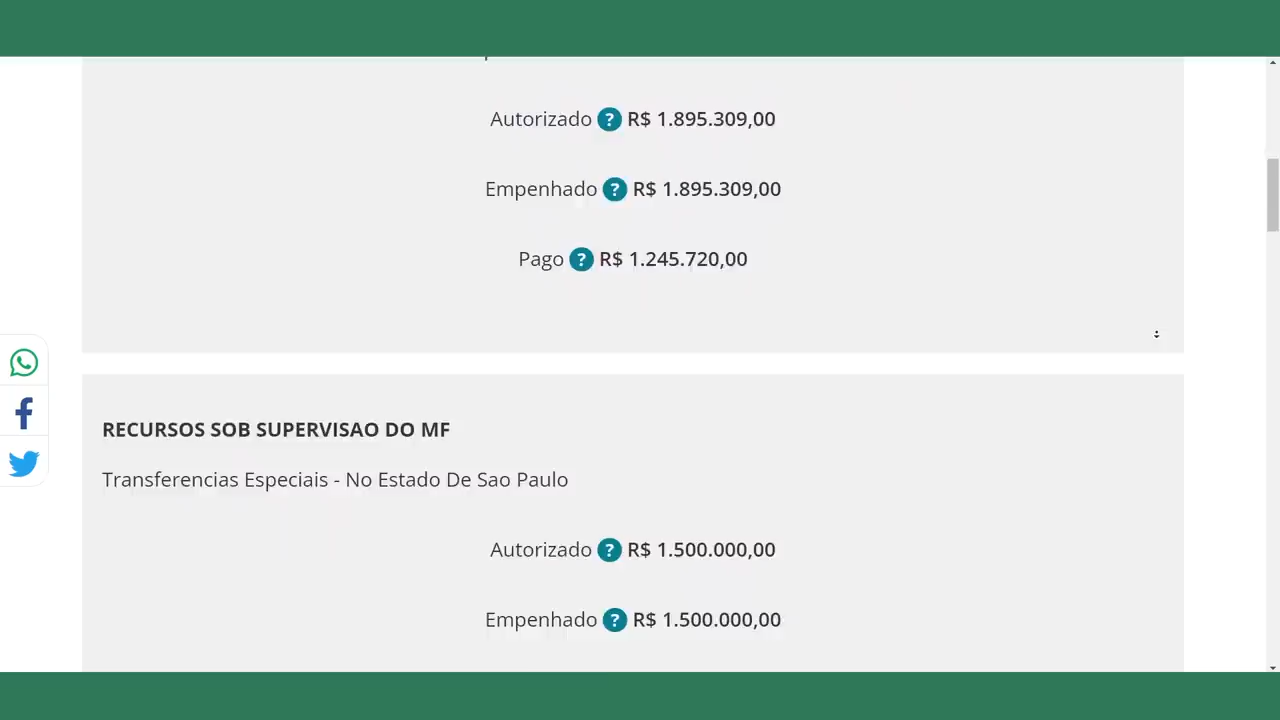 Autorizado ? R$ 1.895.309,00
Empenhado ? R$ 1.895.309,00
Pago ? R$ 1.245.720,00
RECURSOS SOB SUPERVISAO DO MF
Transferencias Especiais - No Estado De Sao Paulo
Autorizado ? R$ 1.500.000,00
Empenhado ? R$ 1.500.000,00